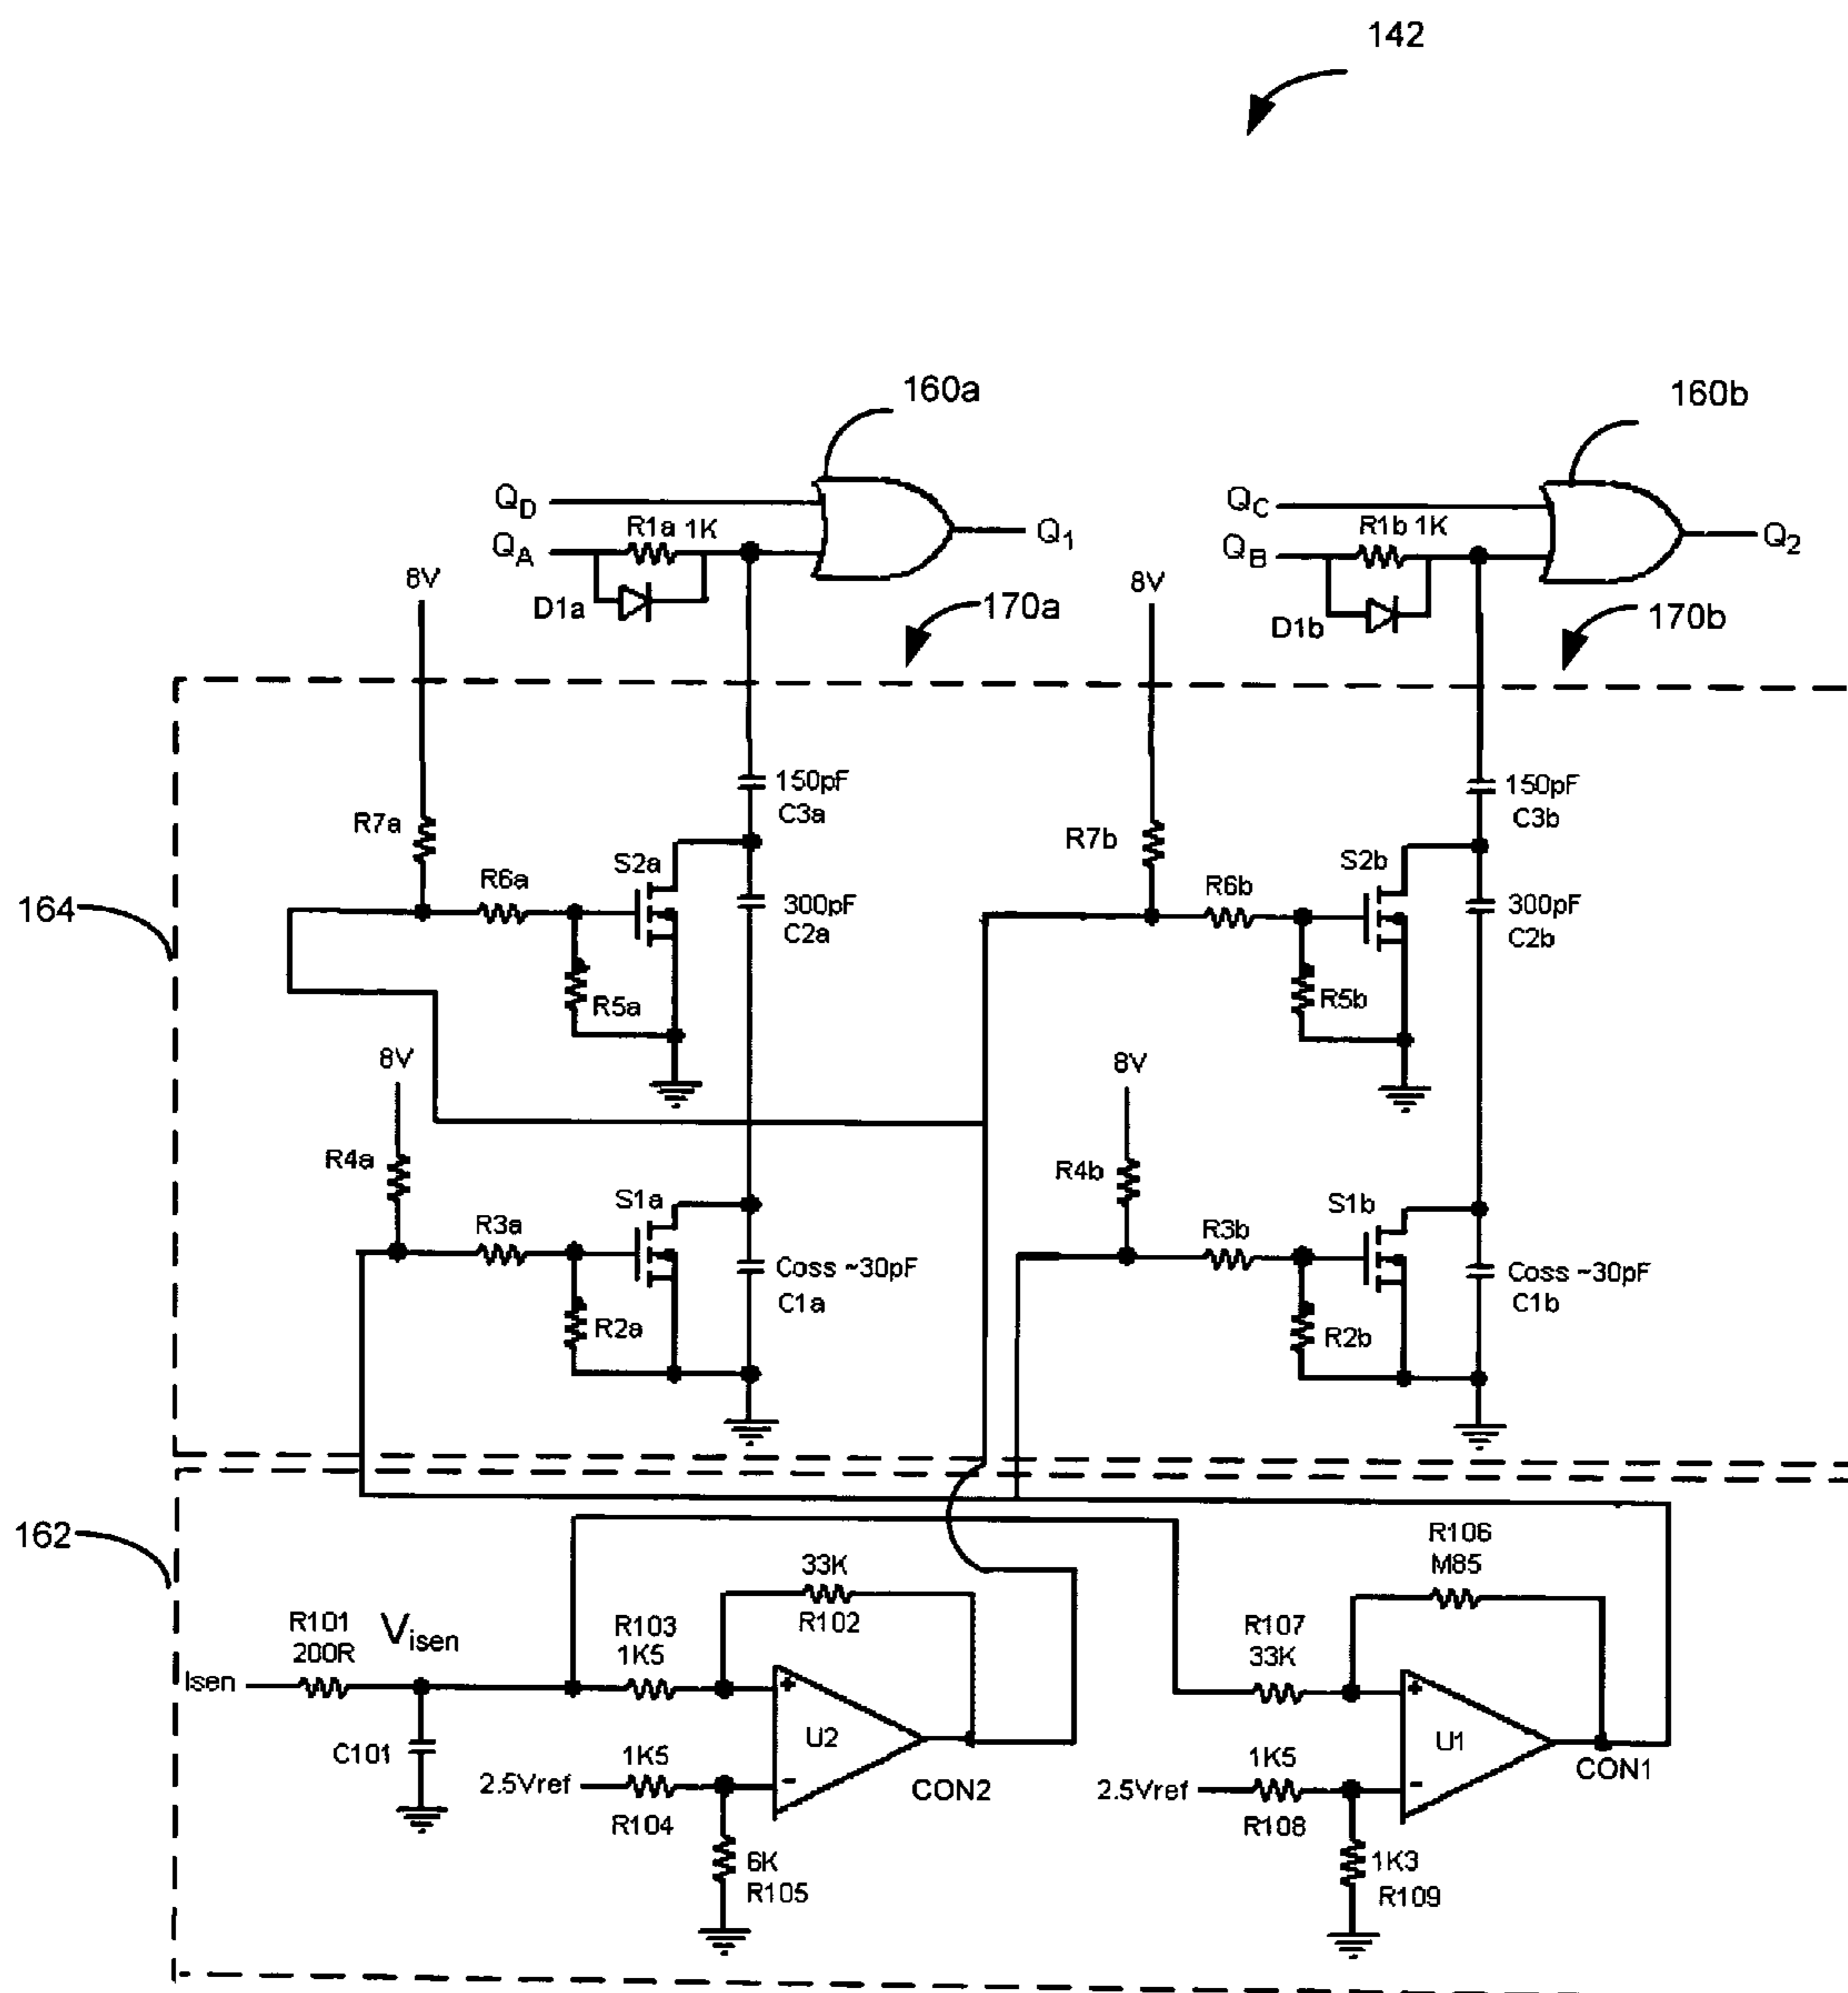 142
160a
160b
QD
R1a 1K
QA
Q1
D1a
8V
170a
QC
R1b 1K
QB
Q2
D1b
8V
170b
150pF
C3a
150pF
C3b
R7a
R7b
S2a
S2b
R6a
R6b
300pF
C2a
300pF
C2b
164
R5a
R5b
8V
8V
R4a
R4b
S1a
S1b
R3a
R3b
Coss ~30pF
C1a
Coss ~30pF
C1b
R2a
R2b
162
33K
R102
R106
M85
R101
200R
Visen
R103
1K5
R107
33K
Isen
+
U2
-
+
U1
-
C101
1K5
2.5Vref
R104
CON2
1K5
2.5Vref
R108
CON1
6K
R105
1K3
R109